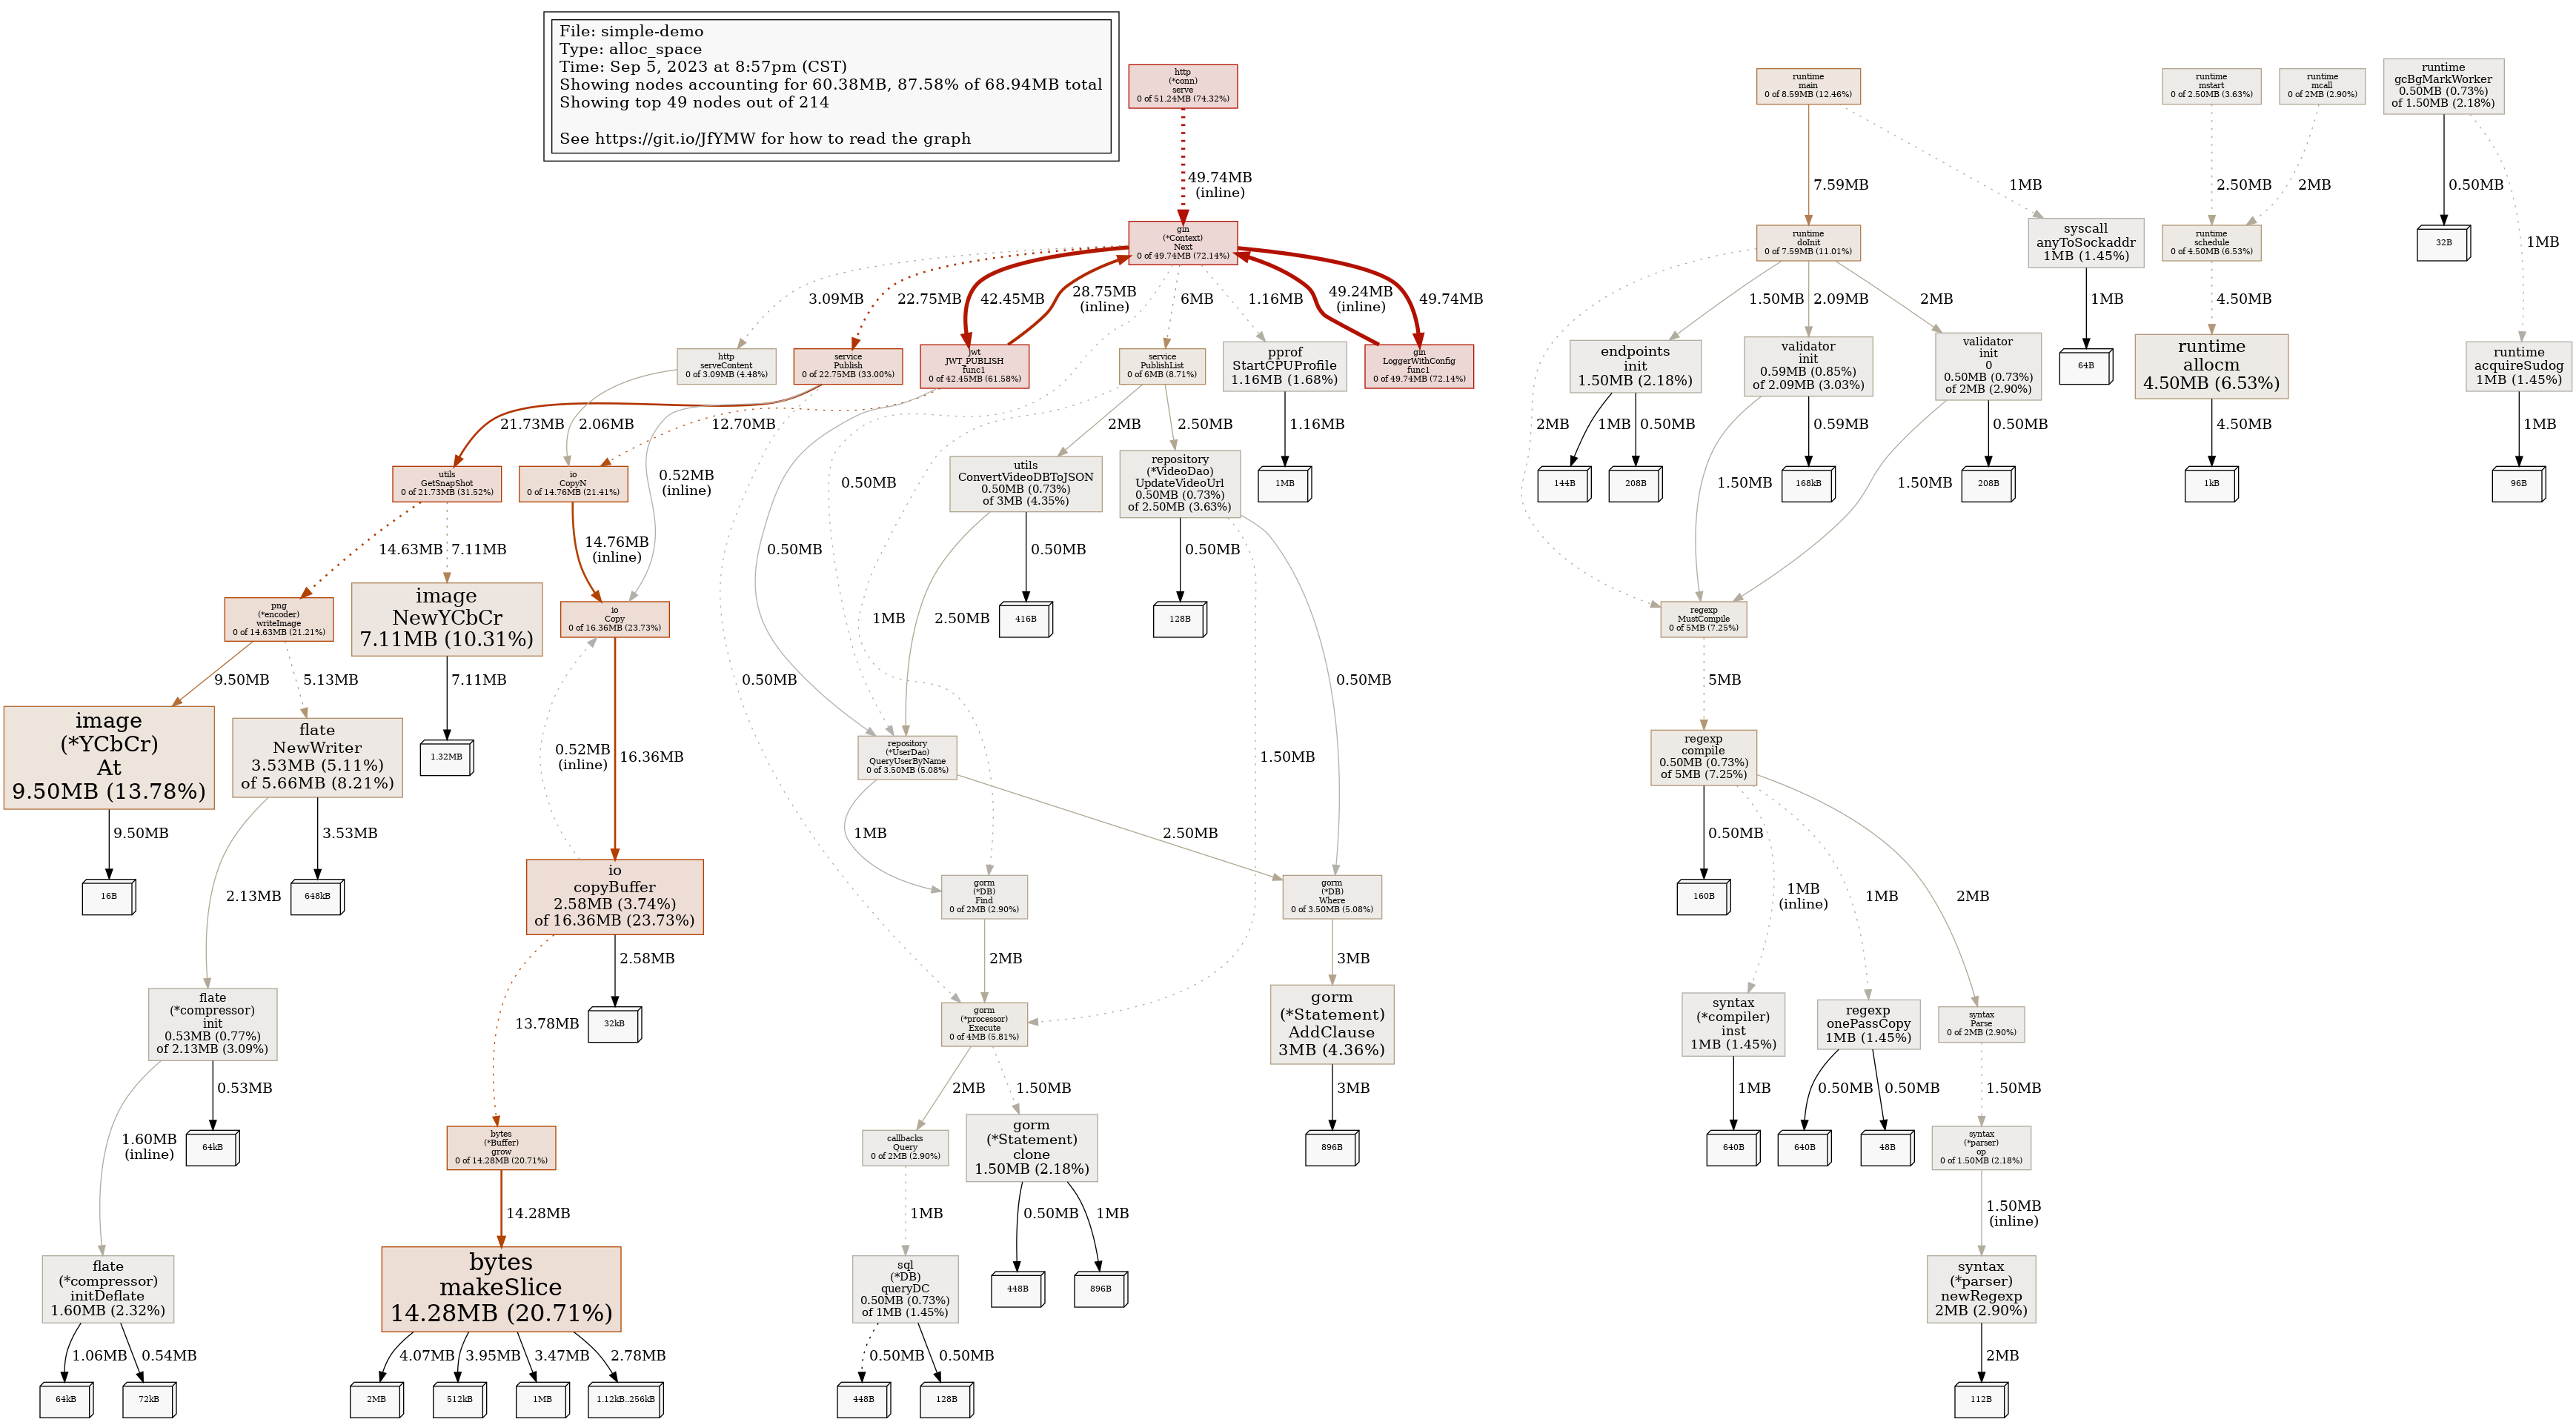 File: simple-demo
Type: alloc_space
Time: Sep 5, 2023 at 8:57pm (CST)
Showing nodes accounting for 60.38MB, 87.58% of 68.94MB total
Showing top 49 nodes out of 214
See https://git.io/JfYMW for how to read the graph
http
(*conn)
serve
0 of 51.24MB (74.32%)
runtime
main
0 of 8.59MB (12.46%)
runtime
mstart
0 of 2.50MB (3.63%)
runtime
mcall
0 of 2MB (2.90%)
runtime
gcBgMarkWorker
0.50MB (0.73%)
of 1.50MB (2.18%)
49.74MB
(inline)
7.59MB
1MB
2.50MB
2MB
0.50MB
1MB
gin
(*Context)
Next
0 of 49.74MB (72.14%)
runtime
doInit
0 of 7.59MB (11.01%)
syscall
anyToSockaddr
1MB (1.45%)
runtime
schedule
0 of 4.50MB (6.53%)
32B
3.09MB
22.75MB
42.45MB
28.75MB
(inline)
6MB
1.16MB
49.24MB
(inline)
49.74MB
1.50MB
2.09MB
2MB
1MB
4.50MB
http
serveContent
0 of 3.09MB (4.48%)
service
Publish
0 of 22.75MB (33.00%)
jwt
JWT_PUBLISH
func1
0 of 42.45MB (61.58%)
service
PublishList
0 of 6MB (8.71%)
pprof
StartCPUProfile
1.16MB (1.68%)
gin
LoggerWithConfig
func1
0 of 49.74MB (72.14%)
endpoints
init
1.50MB (2.18%)
validator
init
0.59MB (0.85%)
of 2.09MB (3.03%)
validator
init
0
0.50MB (0.73%)
of 2MB (2.90%)
64B
runtime
allocm
4.50MB (6.53%)
runtime
acquireSudog
1MB (1.45%)
21.73MB
2.06MB
12.70MB
0.52MB
(inline)
0.50MB
2MB
2.50MB
1.16MB
2MB
1MB
0.50MB
0.59MB
0.50MB
4.50MB
1MB
utils
GetSnapShot
0 of 21.73MB (31.52%)
io
CopyN
0 of 14.76MB (21.41%)
utils
ConvertVideoDBToJSON
0.50MB (0.73%)
of 3MB (4.35%)
repository
(*VideoDao)
UpdateVideoUrl
0.50MB (0.73%)
of 2.50MB (3.63%)
1MB
144B
208B
168kB
208B
1kB
96B
1.50MB
1.50MB
14.63MB
7.11MB
14.76MB
(inline)
0.50MB
0.50MB
0.50MB
png
(*encoder)
writeImage
0 of 14.63MB (21.21%)
image
NewYCbCr
7.11MB (10.31%)
io
Copy
0 of 16.36MB (23.73%)
1MB
2.50MB
416B
128B
regexp
MustCompile
0 of 5MB (7.25%)
9.50MB
5.13MB
7.11MB
0.50MB
0.50MB
5MB
image
(*YCbCr)
At
9.50MB (13.78%)
flate
NewWriter
3.53MB (5.11%)
of 5.66MB (8.21%)
1.32MB
0.52MB
(inline)
16.36MB
repository
(*UserDao)
QueryUserByName
0 of 3.50MB (5.08%)
1.50MB
regexp
compile
0.50MB (0.73%)
of 5MB (7.25%)
9.50MB
3.53MB
1MB
2.50MB
0.50MB
16B
2.13MB
648kB
io
copyBuffer
2.58MB (3.74%)
of 16.36MB (23.73%)
gorm
(*DB)
Find
0 of 2MB (2.90%)
gorm
(*DB)
Where
0 of 3.50MB (5.08%)
160B
1MB
(inline)
1MB
2MB
2.58MB
2MB
3MB
flate
(*compressor)
init
0.53MB (0.77%)
of 2.13MB (3.09%)
13.78MB
32kB
gorm
(*processor)
Execute
0 of 4MB (5.81%)
gorm
(*Statement)
AddClause
3MB (4.36%)
syntax
(*compiler)
inst
1MB (1.45%)
regexp
onePassCopy
1MB (1.45%)
syntax
Parse
0 of 2MB (2.90%)
0.53MB
2MB
1.50MB
3MB
1MB
0.50MB
0.50MB
1.50MB
1.60MB
(inline)
64kB
bytes
(*Buffer)
grow
0 of 14.28MB (20.71%)
callbacks
Query
0 of 2MB (2.90%)
gorm
(*Statement)
clone
1.50MB (2.18%)
896B
640B
640B
48B
syntax
(*parser)
op
0 of 1.50MB (2.18%)
14.28MB
1MB
0.50MB
1MB
1.50MB
(inline)
flate
(*compressor)
initDeflate
1.60MB (2.32%)
bytes
makeSlice
14.28MB (20.71%)
sql
(*DB)
queryDC
0.50MB (0.73%)
of 1MB (1.45%)
448B
896B
syntax
(*parser)
newRegexp
2MB (2.90%)
1.06MB
0.54MB
4.07MB
3.95MB
3.47MB
2.78MB
0.50MB
0.50MB
2MB
64kB
72kB
2MB
512kB
1MB
1.12kB..256kB
448B
128B
112B